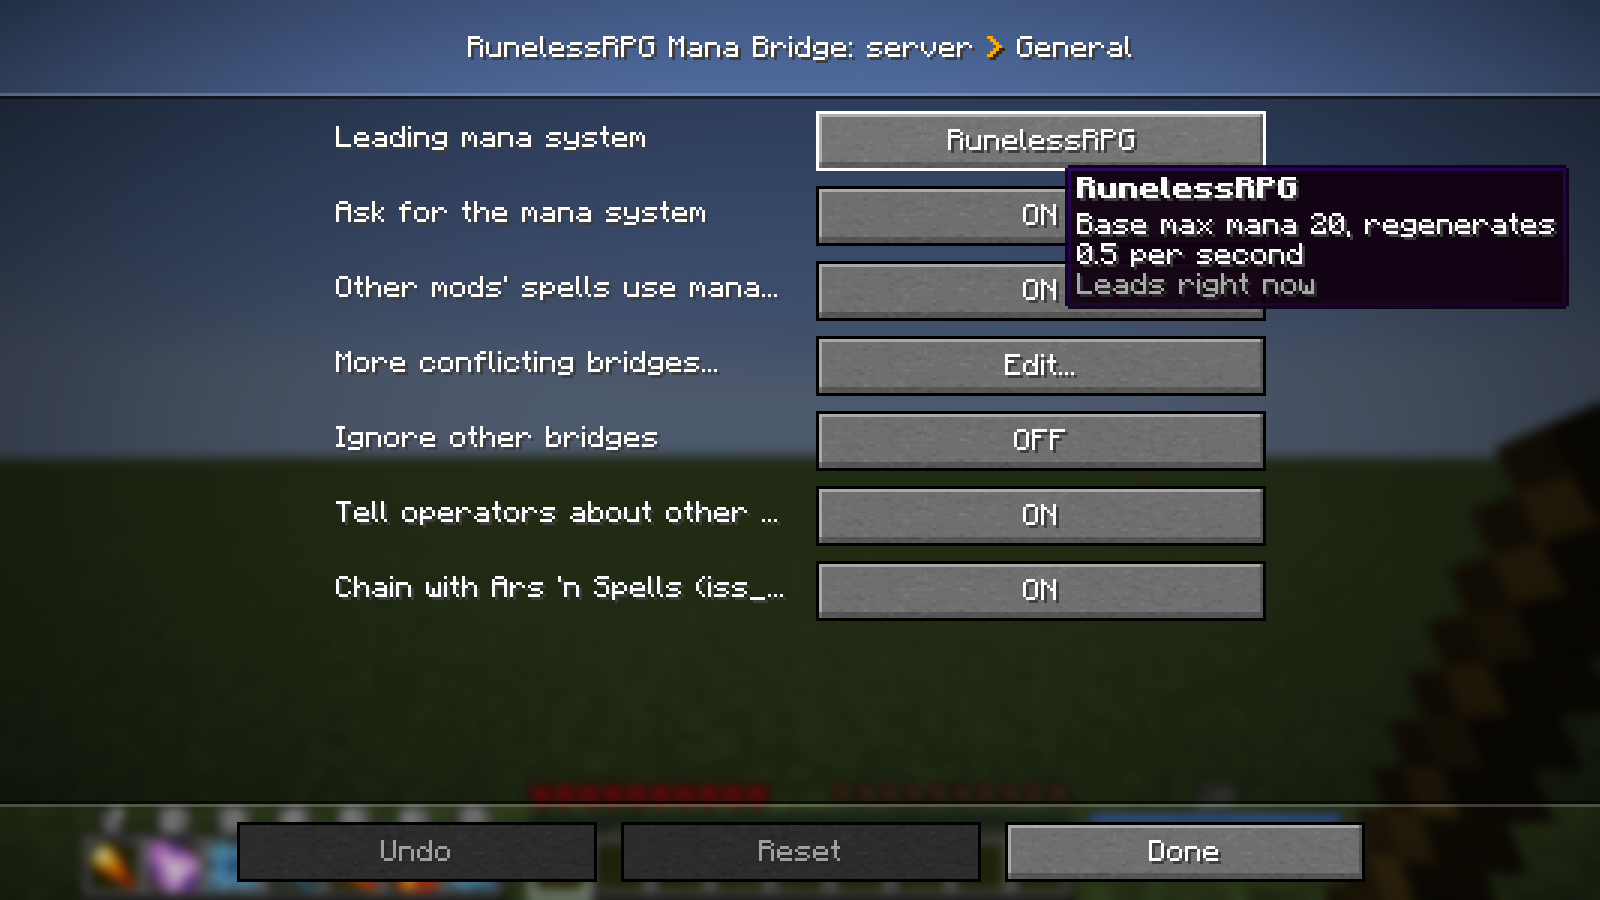 RunelessRPG Mana Bridge: server > General
Leading mana system
RunelessRPG
RunelessRPG
Base max mana 20, regenerates
0.5 per second
Leads right now
Ask for the mana system
ON
Other mods' spells use mana...
ON
More conflicting bridges...
Edit...
Ignore other bridges
OFF
Tell operators about other ...
ON
Chain with Ars 'n Spells (iss_...
ON
Undo
Reset
Done